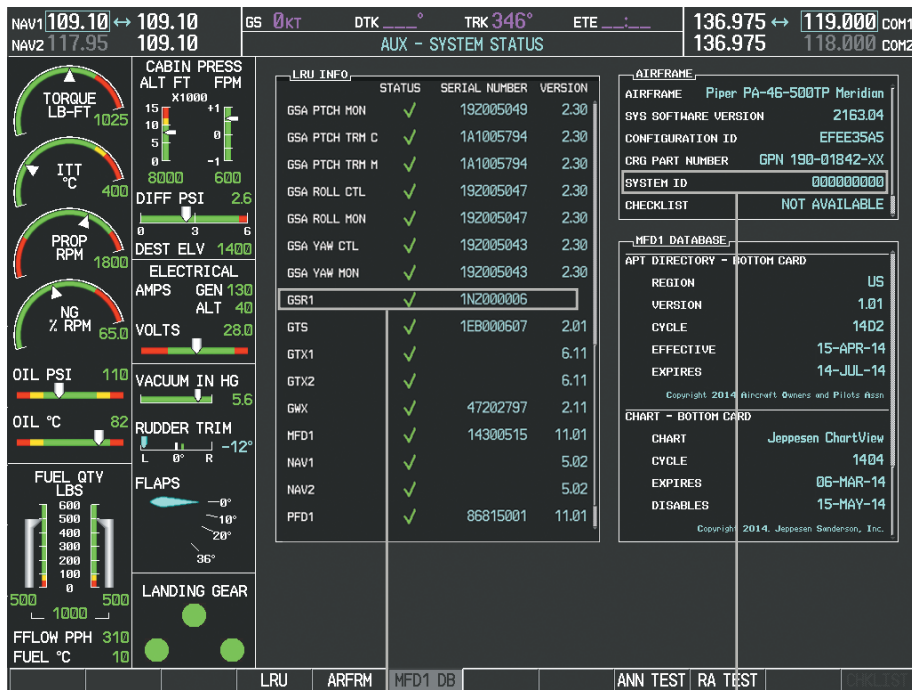 NAV1 109.10 ↔ 109.10
NAV2 117.95 109.10
GS 0KT DTK ___° TRK 346° ETE __:__
AUX - SYSTEM STATUS
136.975 ↔ 119.000 COM1
136.975 118.000 COM2
TORQUE
LB-FT 1025
ITT
°C 400
PROP
RPM 1800
NG
% RPM 65.0
OIL PSI 110
OIL °C 82
FUEL QTY
LBS
600
500
400
300
200
100
0
500 500
1000
FFLOW PPH 310
FUEL °C 10
CABIN PRESS
ALT FT FPM
X1000
15 +1
10 0
5
0 -1
8000 600
DIFF PSI 2.6
0 3 6
DEST ELV 1400
ELECTRICAL
AMPS GEN 130
ALT 40
VOLTS 28.0
VACUUM IN HG
5.6
RUDDER TRIM
-12°
L 0° R
FLAPS
0°
10°
20°
36°
LANDING GEAR
LRU INFO
STATUS SERIAL NUMBER VERSION
GSA PTCH MON ✓ 19Z005049 2.30
GSA PTCH TRM C ✓ 1A1005794 2.30
GSA PTCH TRM M ✓ 1A1005794 2.30
GSA ROLL CTL ✓ 19Z005047 2.30
GSA ROLL MON ✓ 19Z005047 2.30
GSA YAW CTL ✓ 19Z005043 2.30
GSA YAW MON ✓ 19Z005043 2.30
GSR1 ✓ 1NZ000006
GTS ✓ 1EB000607 2.01
GTX1 ✓ 6.11
GTX2 ✓ 6.11
GWX ✓ 47202797 2.11
MFD1 ✓ 14300515 11.01
NAV1 ✓ 5.02
NAV2 ✓ 5.02
PFD1 ✓ 86815001 11.01
AIRFRAME
AIRFRAME Piper PA-46-500TP Meridian
SYS SOFTWARE VERSION 2163.04
CONFIGURATION ID EFEE35A5
CRG PART NUMBER GPN 190-01842-XX
SYSTEM ID 000000000
CHECKLIST NOT AVAILABLE
MFD1 DATABASE
APT DIRECTORY - BOTTOM CARD
REGION US
VERSION 1.01
CYCLE 14D2
EFFECTIVE 15-APR-14
EXPIRES 14-JUL-14
Copyright 2014 Aircraft Owners and Pilots Assn
CHART - BOTTOM CARD
CHART Jeppesen ChartView
CYCLE 1404
EXPIRES 06-MAR-14
DISABLES 15-MAY-14
Copyright 2014. Jeppesen Sanderson, Inc.
LRU ARFRM MFD1 DB ANN TEST RA TEST CHKLIST